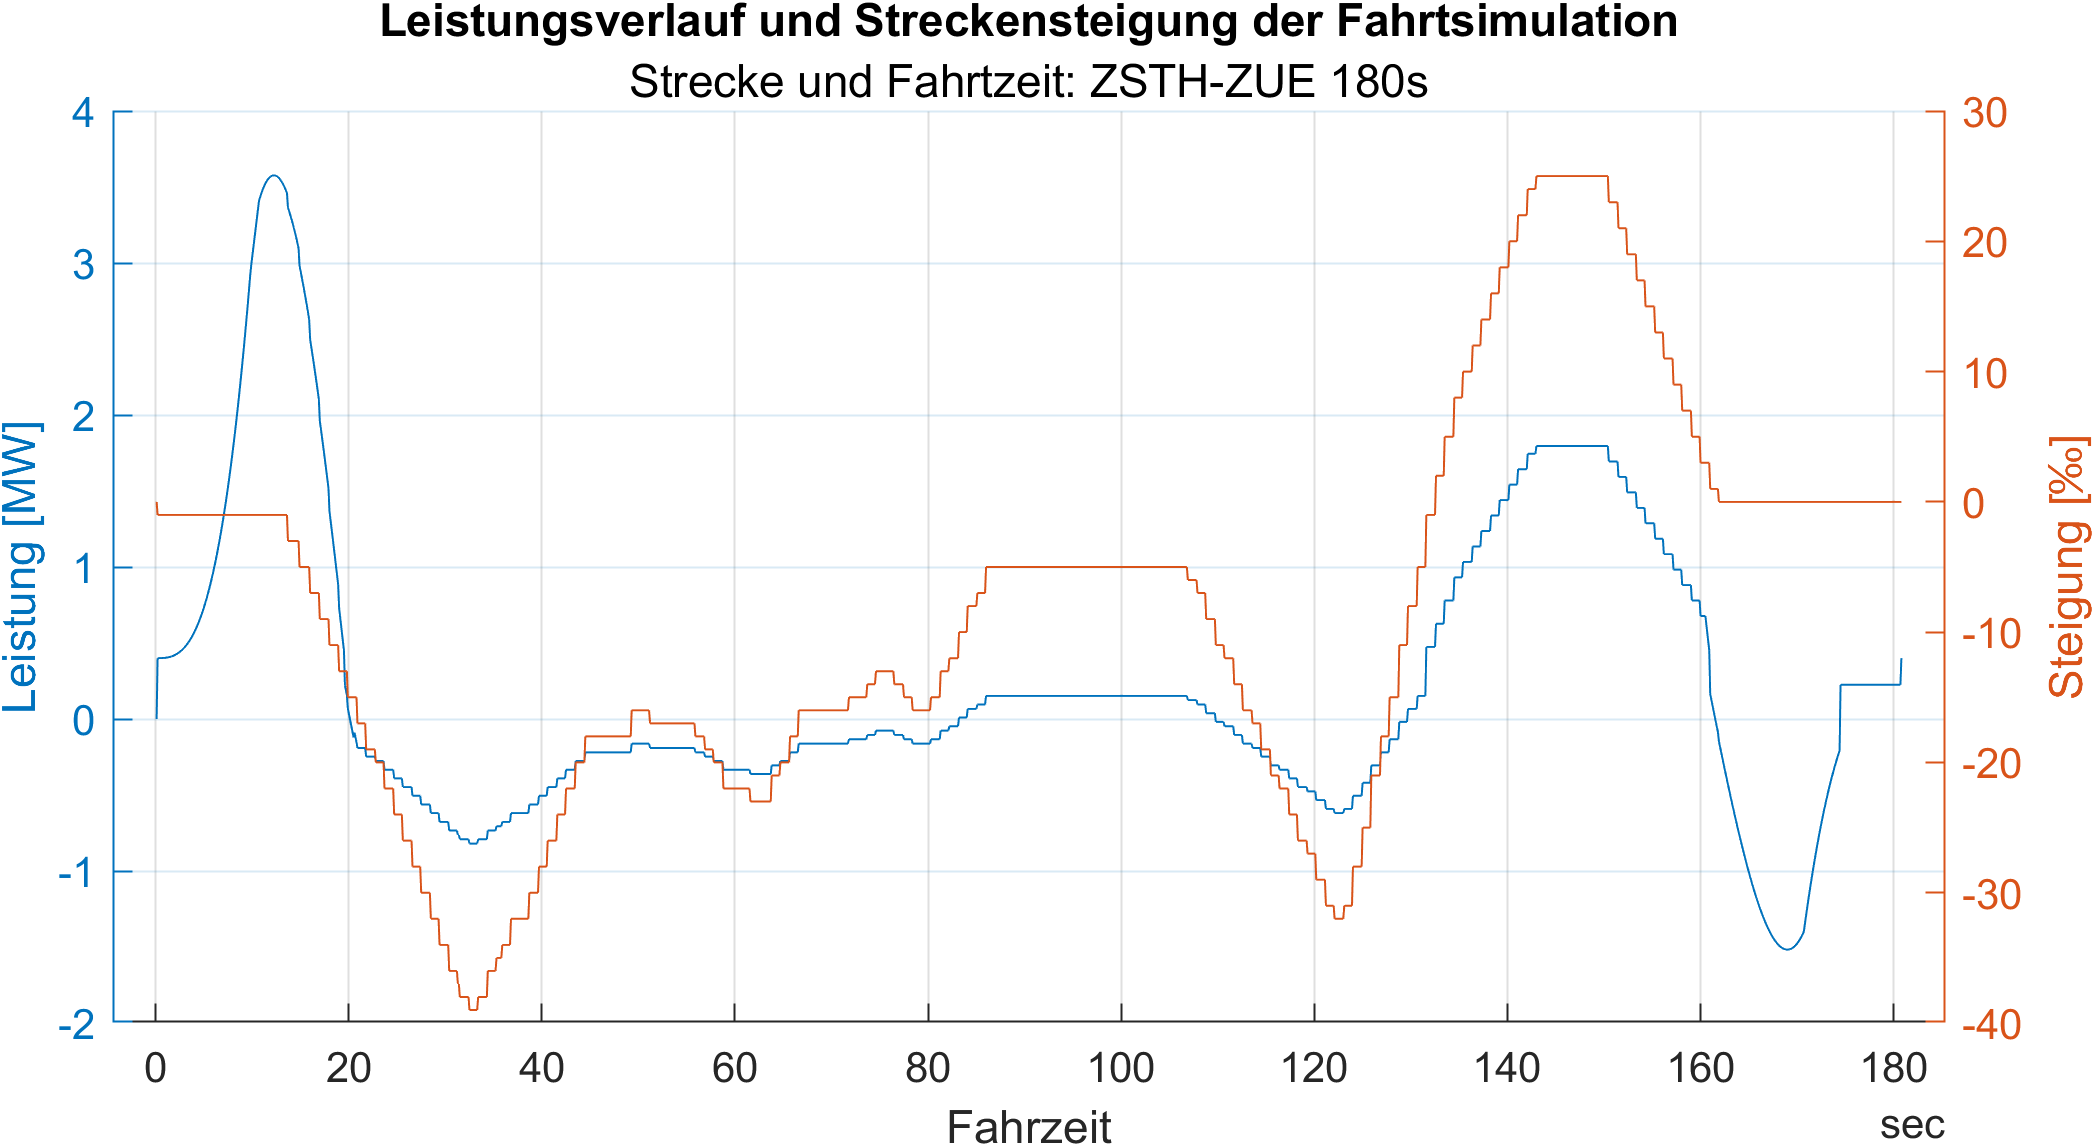 Leistungsverlauf und Streckensteigung der Fahrtsimulation
Strecke und Fahrtzeit: ZSTH-ZUE 180s
Leistung [MW]
4
3
2
1
0
-1
-2
30
20
10
0
-10
-20
-30
-40
Steigung [‰]
0 20 40 60 80 100 120 140 160 180
Fahrzeit
sec